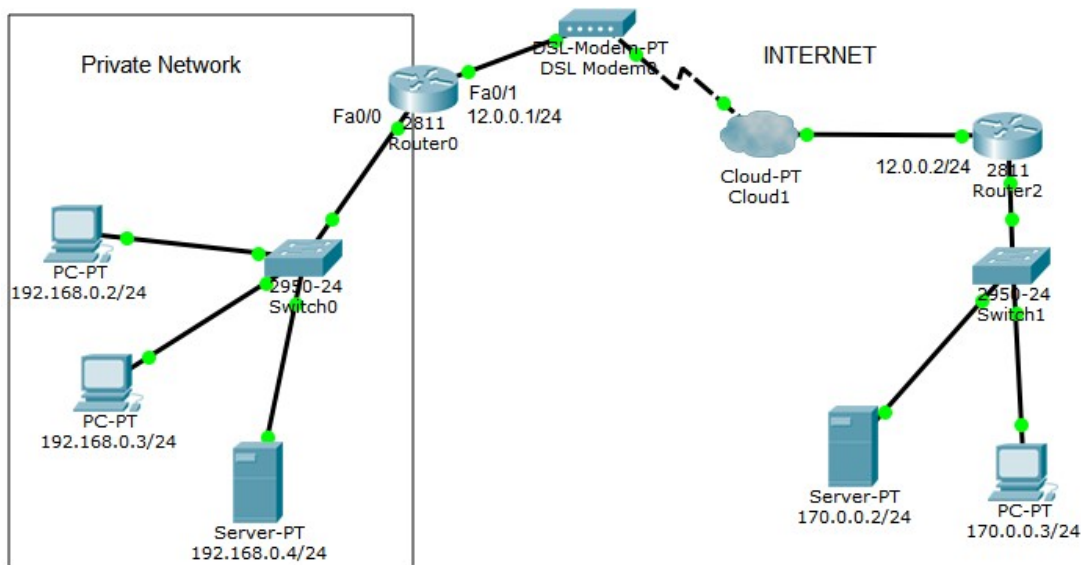 Private Network
INTERNET
DSL-Modem-PT
DSL Modem0
Fa0/1
12.0.0.1/24
Fa0/0
2811
Router0
Cloud-PT
Cloud1
12.0.0.2/24
2811
Router2
PC-PT
192.168.0.2/24
2950-24
Switch0
2950-24
Switch1
PC-PT
192.168.0.3/24
Server-PT
192.168.0.4/24
Server-PT
170.0.0.2/24
PC-PT
170.0.0.3/24